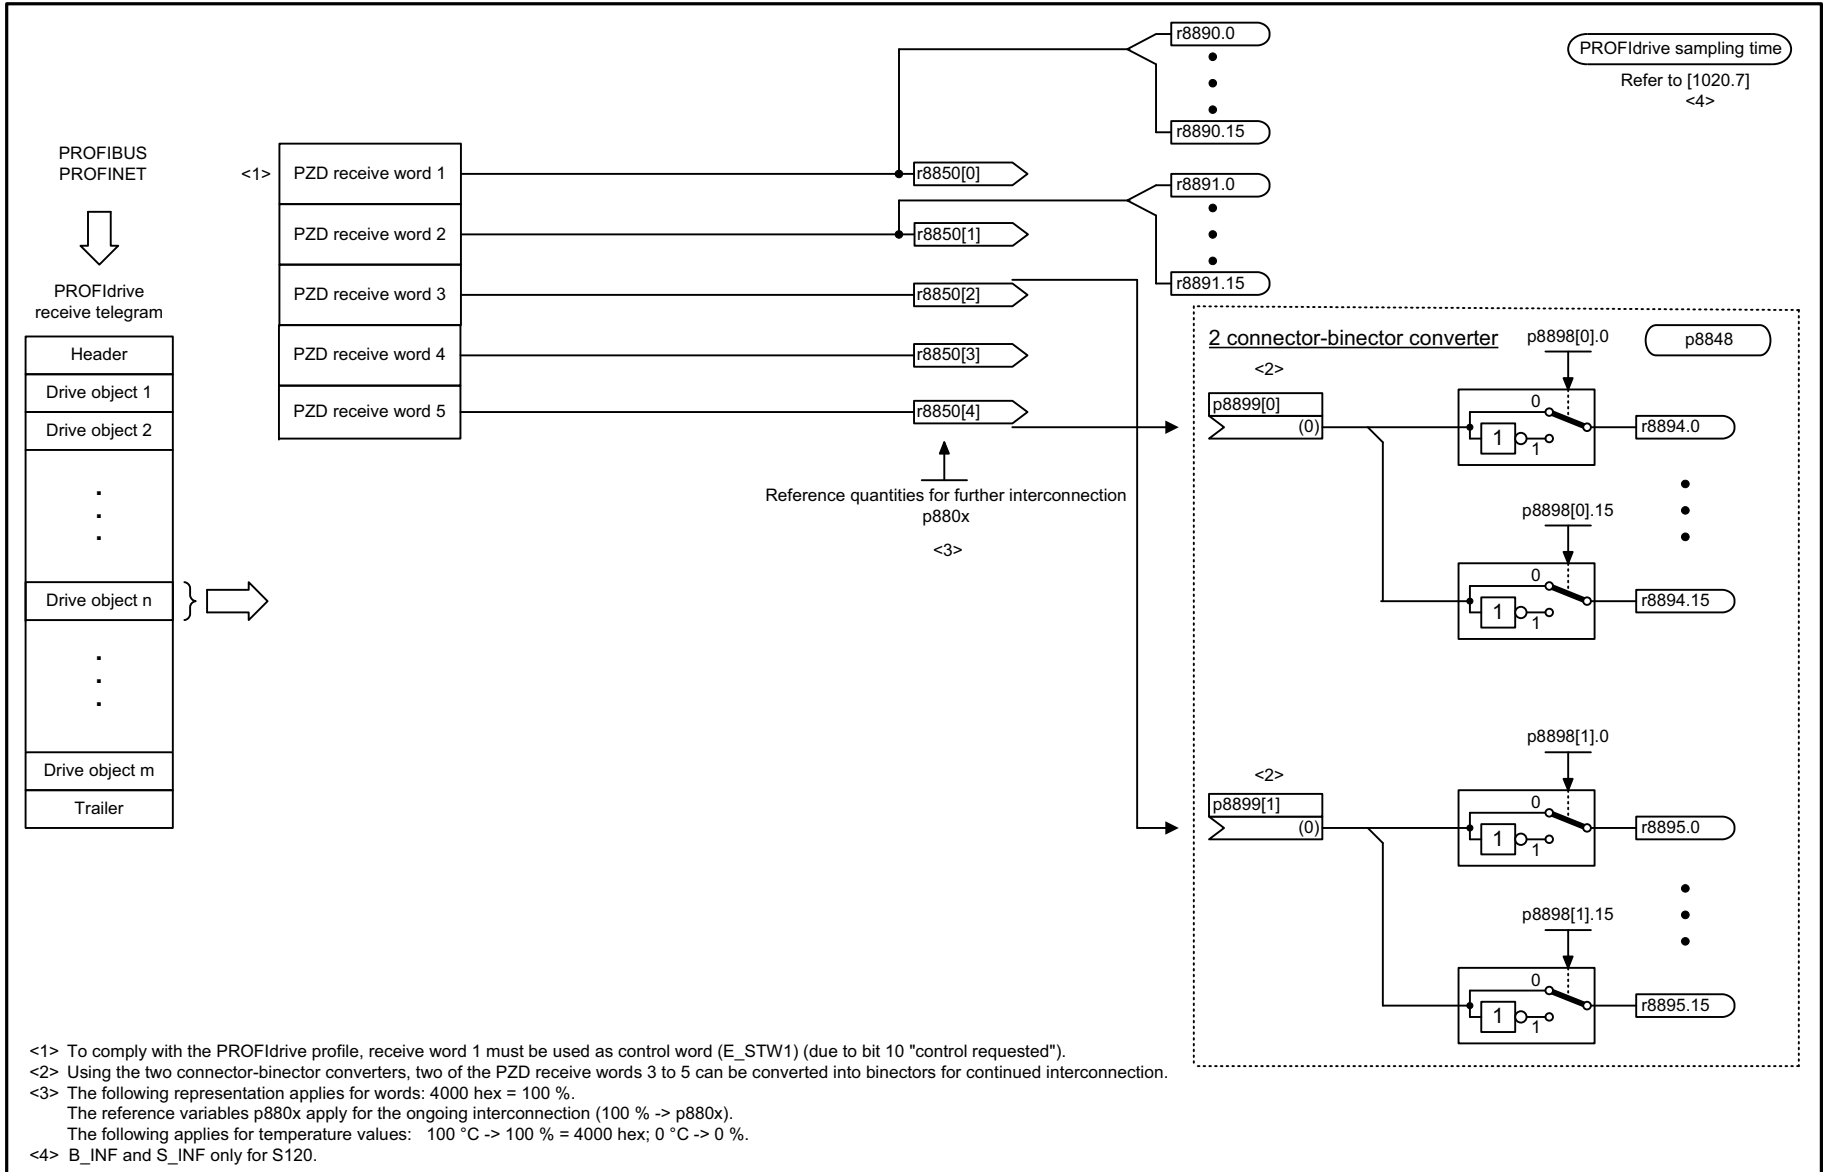 PROFIBUS
PROFINET
PROFIdrive
receive telegram
Header
Drive object 1
Drive object 2
Drive object n
Drive object m
Trailer
<1>
PZD receive word 1
PZD receive word 2
PZD receive word 3
PZD receive word 4
PZD receive word 5
r8850[0]
r8850[1]
r8850[2]
r8850[3]
r8850[4]
Reference quantities for further interconnection
p880x
<3>
r8890.0
r8890.15
r8891.0
r8891.15
PROFIdrive sampling time
Refer to [1020.7]
<4>
2 connector-binector converter
<2>
p8848
p8899[0]
(0)
p8898[0].0
0
1
1
r8894.0
p8898[0].15
0
1
1
r8894.15
<2>
p8899[1]
(0)
p8898[1].0
0
1
1
r8895.0
p8898[1].15
0
1
1
r8895.15
<1> To comply with the PROFIdrive profile, receive word 1 must be used as control word (E_STW1) (due to bit 10 "control requested").
<2> Using the two connector-binector converters, two of the PZD receive words 3 to 5 can be converted into binectors for continued interconnection.
<3> The following representation applies for words: 4000 hex = 100 %.
The reference variables p880x apply for the ongoing interconnection (100 % -> p880x).
The following applies for temperature values: 100 °C -> 100 % = 4000 hex; 0 °C -> 0 %.
<4> B_INF and S_INF only for S120.